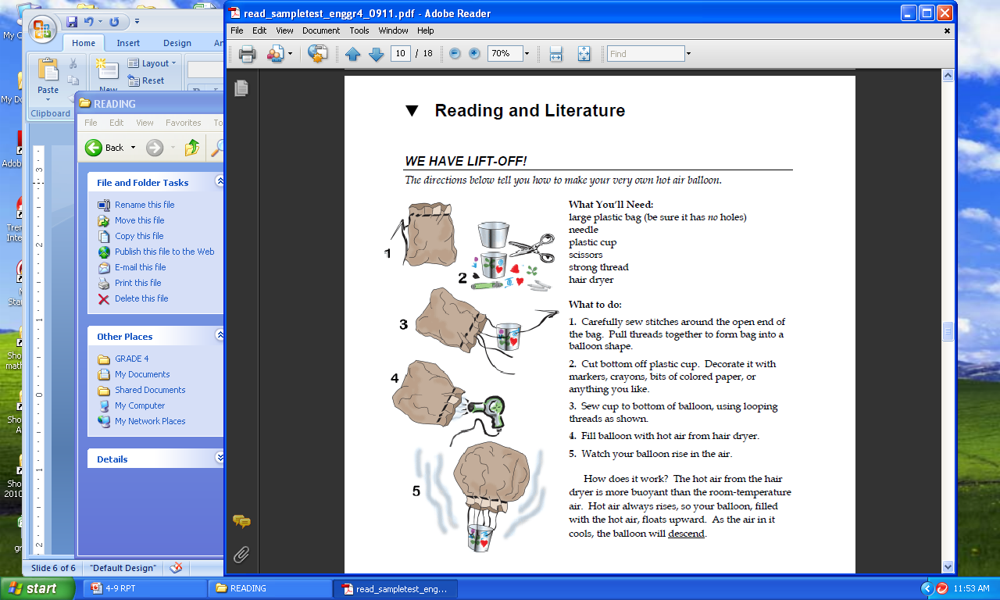 read_sampletest_enggr4_0911.pdf - Adobe Reader
File Edit View Document Tools Window Help
10 / 18 70% Find
Home Insert Design
Paste Layout
Reset
New
Clipboard
READING
File Edit View Favorites To
Back
File and Folder Tasks
Rename this file
Move this file
Copy this file
Publish this file to the Web
E-mail this file
Print this file
Delete this file
Other Places
GRADE 4
My Documents
Shared Documents
My Computer
My Network Places
Details
3
2
1
0
1
2
Slide 6 of 6 "Default Design"
▼ Reading and Literature
WE HAVE LIFT-OFF!
The directions below tell you how to make your very own hot air balloon.
1
2
3
4
5
What You'll Need:
large plastic bag (be sure it has no holes)
needle
plastic cup
scissors
strong thread
hair dryer
What to do:
1. Carefully sew stitches around the open end of
the bag. Pull threads together to form bag into a
balloon shape.
2. Cut bottom off plastic cup. Decorate it with
markers, crayons, bits of colored paper, or
anything you like.
3. Sew cup to bottom of balloon, using looping
threads as shown.
4. Fill balloon with hot air from hair dryer.
5. Watch your balloon rise in the air.
How does it work? The hot air from the hair
dryer is more buoyant than the room-temperature
air. Hot air always rises, so your balloon, filled
with the hot air, floats upward. As the air in it
cools, the balloon will descend.
start 4-9 RPT READING read_sampletest_eng... 11:53 AM